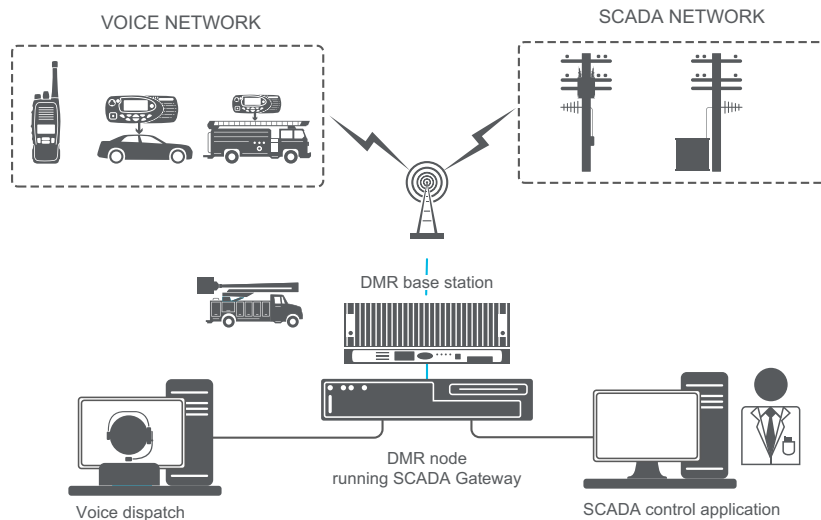 VOICE NETWORK
SCADA NETWORK
DMR base station
DMR node
running SCADA Gateway
Voice dispatch
SCADA control application